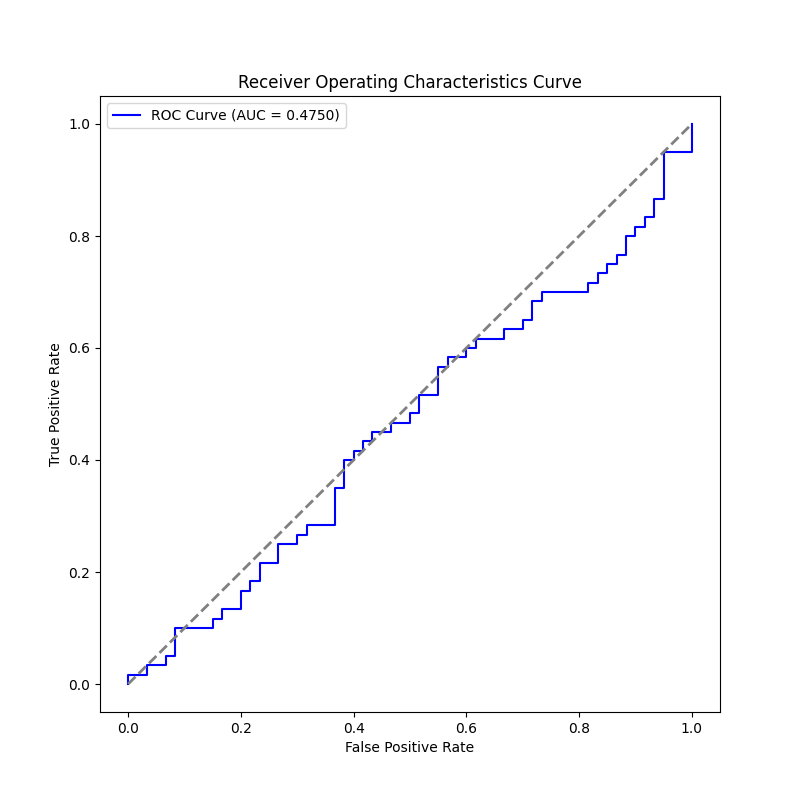 Receiver Operating Characteristics Curve
ROC Curve (AUC = 0.4750)
1.0
0.8
0.6
0.4
0.2
0.0
True Positive Rate
0.0 0.2 0.4 0.6 0.8 1.0
False Positive Rate